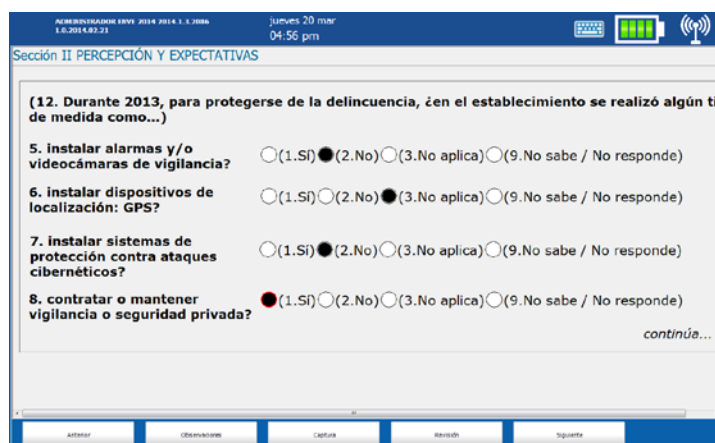 ADMINISTRADOR ENVE 2014 2014.1.3.2086
1.0.2014.02.21
jueves 20 mar
04:56 pm
Sección II PERCEPCIÓN Y EXPECTATIVAS
(12. Durante 2013, para protegerse de la delincuencia, ¿en el establecimiento se realizó algún ti
de medida como...)
5. instalar alarmas y/o
videocámaras de vigilancia?
(1.Sí) (2.No) (3.No aplica) (9.No sabe / No responde)
6. instalar dispositivos de
localización: GPS?
(1.Sí) (2.No) (3.No aplica) (9.No sabe / No responde)
7. instalar sistemas de
protección contra ataques
cibernéticos?
(1.Sí) (2.No) (3.No aplica) (9.No sabe / No responde)
8. contratar o mantener
vigilancia o seguridad privada?
(1.Sí) (2.No) (3.No aplica) (9.No sabe / No responde)
continúa...
Anterior
Observaciones
Captura
Revisión
Siguiente